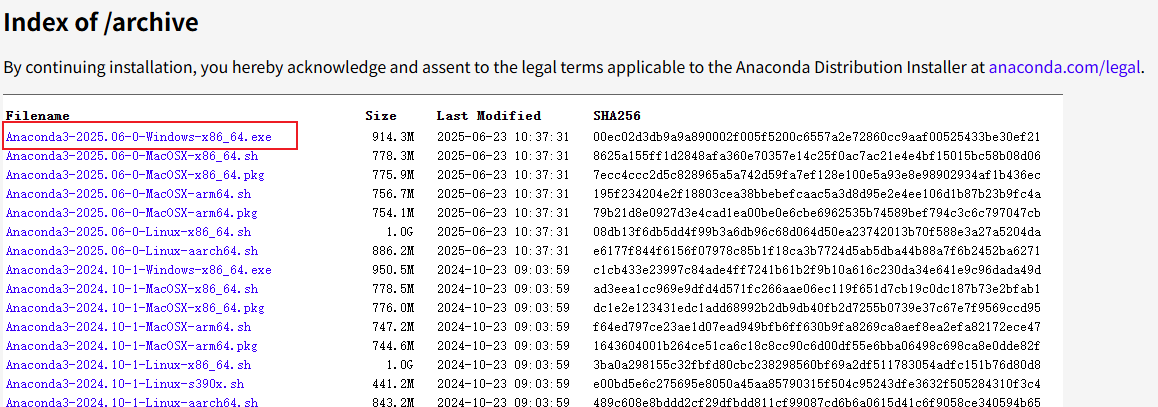 Index of /archive
By continuing installation, you hereby acknowledge and assent to the legal terms applicable to the Anaconda Distribution Installer at anaconda.com/legal.
Filename Size Last Modified SHA256
Anaconda3-2025.06-0-Windows-x86_64.exe 914.3M 2025-06-23 10:37:31 00ec02d3db9a9a890002f005f5200c6557a2e72860cc9aaf00525433be30ef21
Anaconda3-2025.06-0-MacOSX-x86_64.sh 778.3M 2025-06-23 10:37:31 8625a155ff1d2848afa360e70357e14c25f0ac7ac21e4e4bf15015bc58b08d06
Anaconda3-2025.06-0-MacOSX-x86_64.pkg 775.9M 2025-06-23 10:37:31 7ecc4ccc2d5c828965a5a742d59fa7ef128e100e5a93e8e98902934af1b436ec
Anaconda3-2025.06-0-MacOSX-arm64.sh 756.7M 2025-06-23 10:37:31 195f234204e2f18803cea38bbebefcaac5a3d8d95e2e4ee106d1b87b23b9fc4a
Anaconda3-2025.06-0-MacOSX-arm64.pkg 754.1M 2025-06-23 10:37:31 79b21d8e0927d3e4cad1ea00be0e6cbe6962535b74589bef794c3c6c797047cb
Anaconda3-2025.06-0-Linux-x86_64.sh 1.0G 2025-06-23 10:37:31 08db13f6db5dd4f99b3a6db96c68d064d50ea23742013b70f588e3a27a5204da
Anaconda3-2025.06-0-Linux-aarch64.sh 886.2M 2025-06-23 10:37:31 e6177f844f6156f07978c85b1f18ca3b7724d5ab5dba44b88a7f6b2452ba6271
Anaconda3-2024.10-1-Windows-x86_64.exe 950.5M 2024-10-23 09:03:59 c1cb433e23997c84ade4ff7241b61b2f9b10a616c230da34e641e9c96dada49d
Anaconda3-2024.10-1-MacOSX-x86_64.sh 778.5M 2024-10-23 09:03:59 ad3eea1cc969e9dfd4d571fc266aae06ec119f651d7cb19c0dc187b73e2bfab1
Anaconda3-2024.10-1-MacOSX-x86_64.pkg 776.0M 2024-10-23 09:03:59 dc1e2e123431edc1add68992b2db9db40fb2d7255b0739e37c67e7f9569ccd95
Anaconda3-2024.10-1-MacOSX-arm64.sh 747.2M 2024-10-23 09:03:59 f64ed797ce23ae1d07ead949bfb6ff630b9fa8269ca8aef8ea2efa82172ece47
Anaconda3-2024.10-1-MacOSX-arm64.pkg 744.6M 2024-10-23 09:03:59 1643604001b264ce51ca6c18c8cc90c6d00df55e6bba06498c698ca8e0dde82f
Anaconda3-2024.10-1-Linux-x86_64.sh 1.0G 2024-10-23 09:03:59 3ba0a298155c32fbfd80cbc238298560bf69a2df511783054adfc151b76d80d8
Anaconda3-2024.10-1-Linux-s390x.sh 441.2M 2024-10-23 09:03:59 e00bd5e6c275695e8050a45aa85790315f504c95243dfe3632f505284310f3c4
Anaconda3-2024.10-1-Linux-aarch64.sh 843.2M 2024-10-23 09:03:59 489c608e8bddd2cf29dfbdd811cf99087cd6b6a0615d41c6f9058ce340594b65